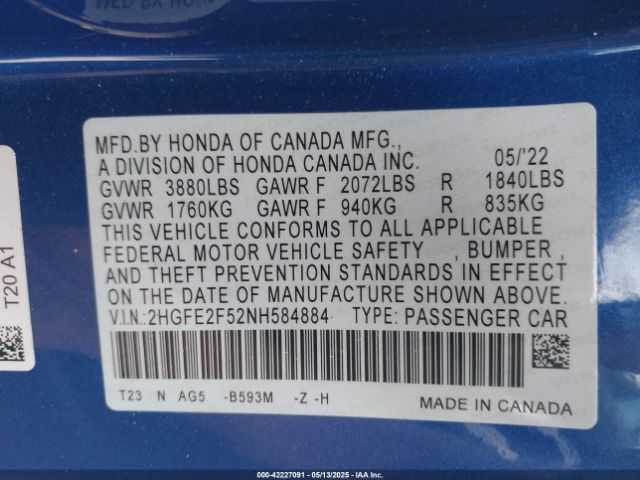 MFD.BY HONDA OF CANADA MFG.,
A DIVISION OF HONDA CANADA INC. 05/'22
GVWR 3880LBS GAWR F 2072LBS R 1840LBS
GVWR 1760KG GAWR F 940KG R 835KG
THIS VEHICLE CONFORMS TO ALL APPLICABLE
FEDERAL MOTOR VEHICLE SAFETY , BUMPER ,
AND THEFT PREVENTION STANDARDS IN EFFECT
ON THE DATE OF MANUFACTURE SHOWN ABOVE.
V.I.N.:2HGFE2F52NH584884 TYPE: PASSENGER CAR
T23 N AG5 -B593M -Z -H
MADE IN CANADA
T20 A1
000-42227091 - 05/13/2025 - IAA, Inc.